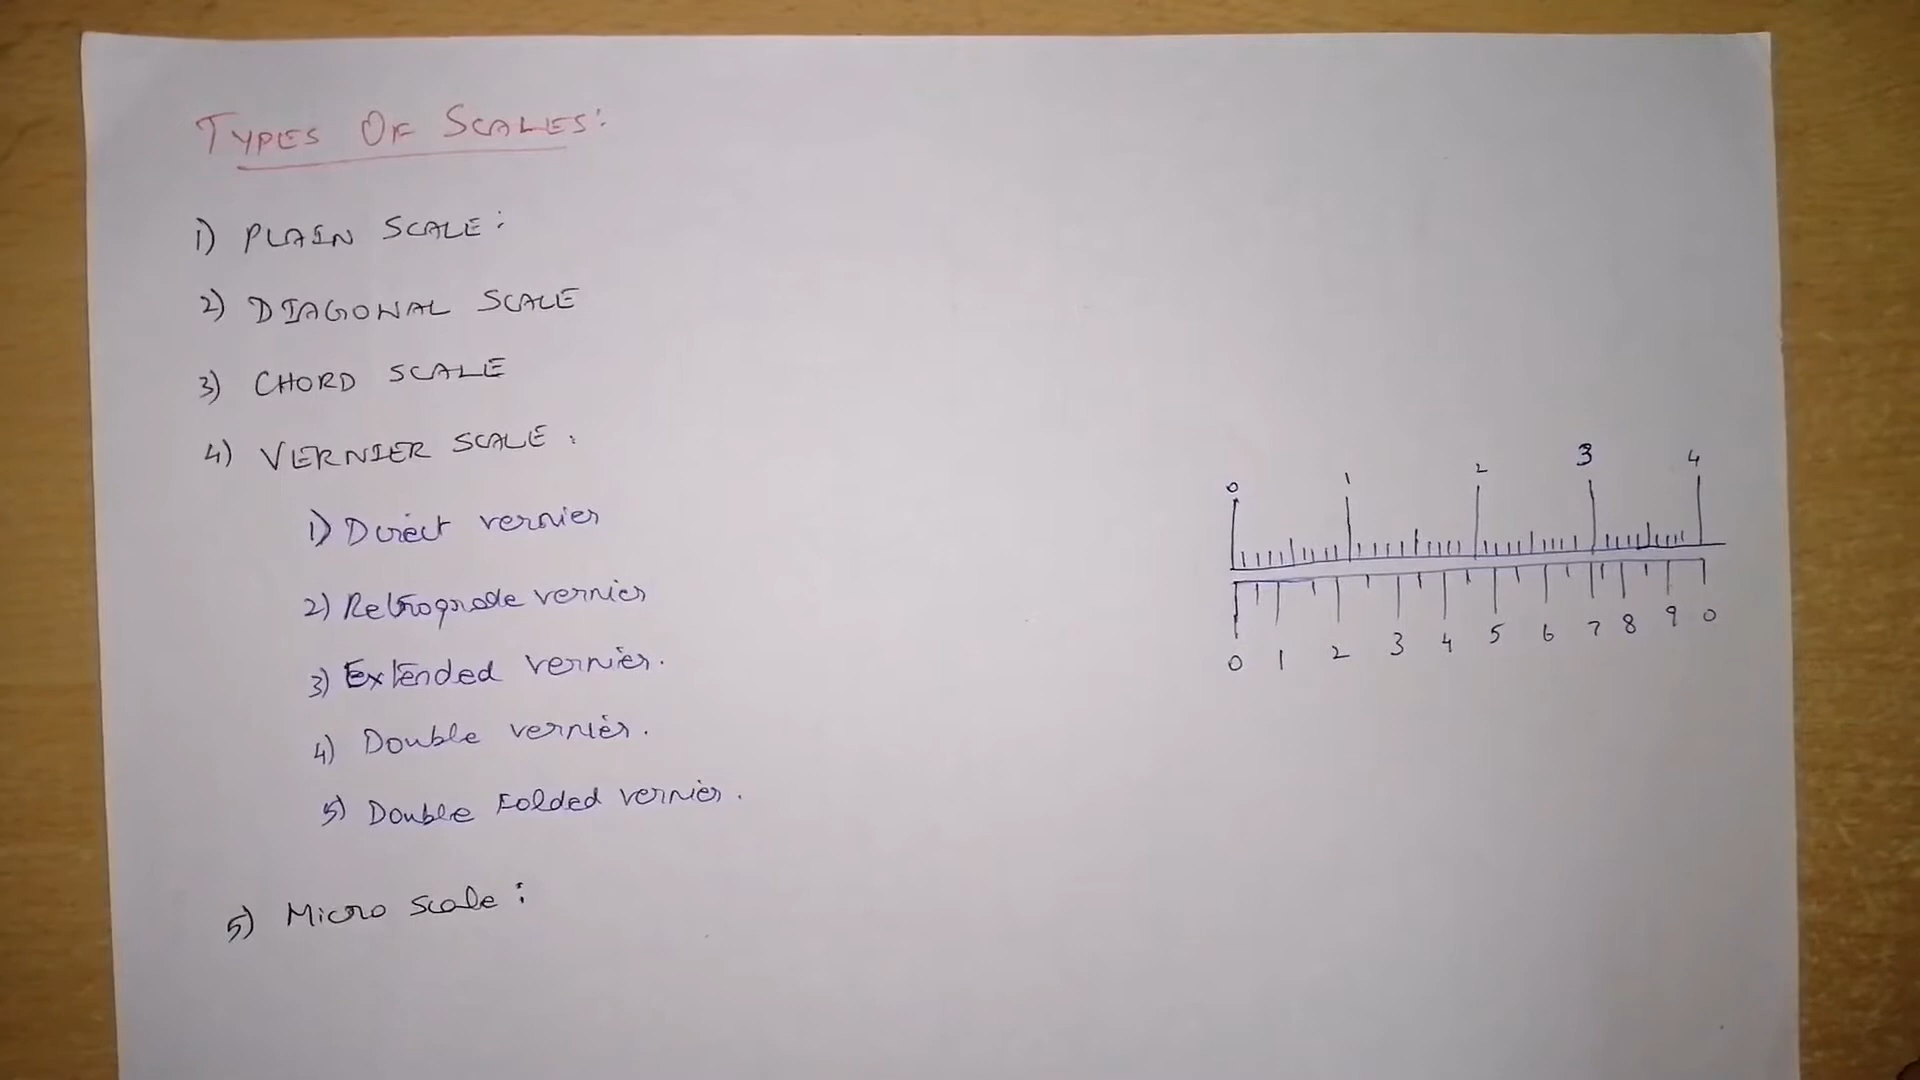 TYPES OF SCALES:
1) PLAIN SCALE:
2) DIAGONAL SCALE
3) CHORD SCALE
4) VERNIER SCALE:
1) Direct vernier
2) Retrograde vernier
3) Extended vernier.
4) Double vernier.
5) Double Folded vernier.
5) Micro scale:
0 1 2 3 4
0 1 2 3 4 5 6 7 8 9 0